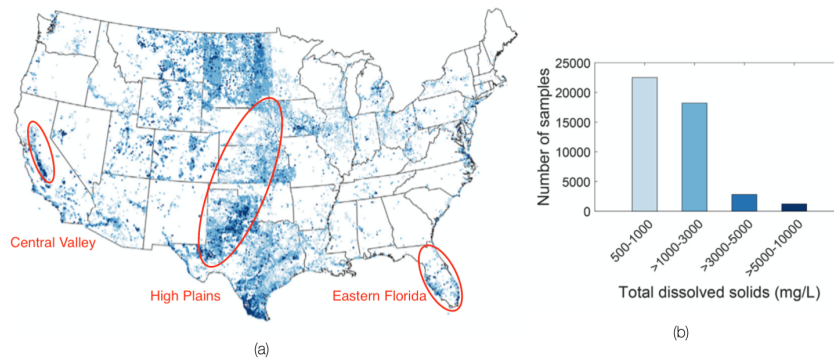 Central Valley
High Plains
Eastern Florida
(a)
Number of samples
25000
20000
15000
10000
5000
0
500-1000
>1000-3000
>3000-5000
>5000-10000
Total dissolved solids (mg/L)
(b)